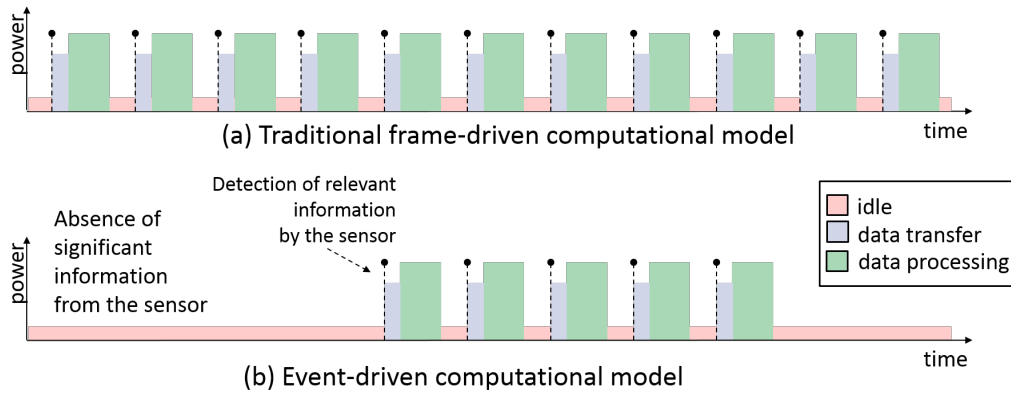 power
time
(a) Traditional frame-driven computational model
Detection of relevant
information
by the sensor
Absence of
significant
information
from the sensor
idle
data transfer
data processing
power
time
(b) Event-driven computational model